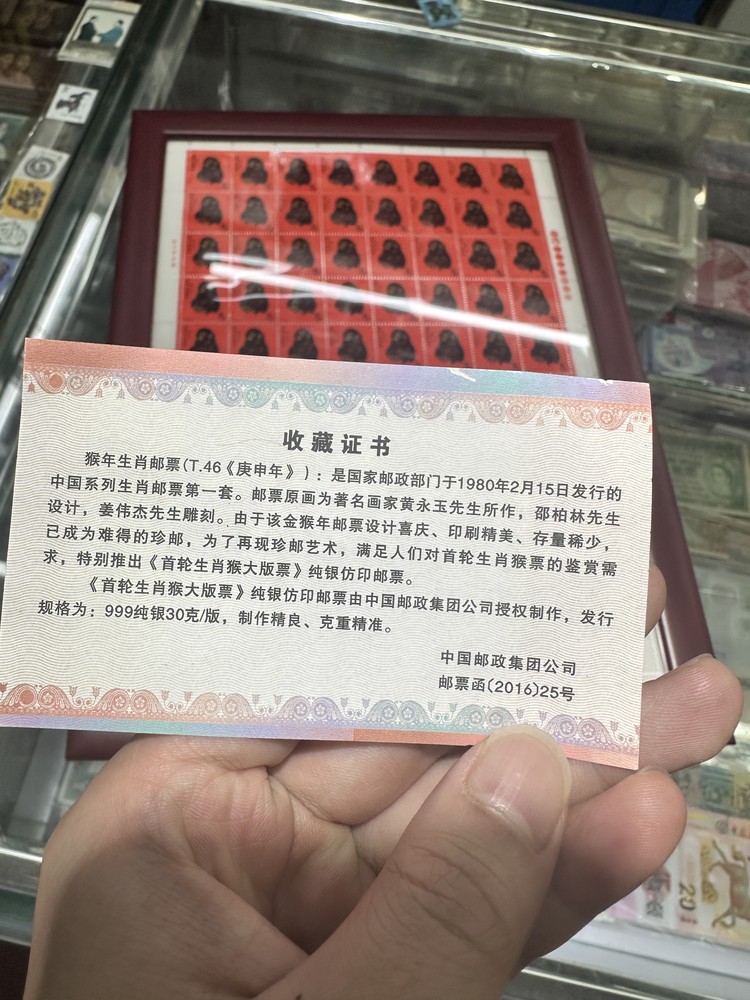 收藏证书
猴年生肖邮票(T.46《庚申年》)：是国家邮政部门于1980年2月15日发行的
中国系列生肖邮票第一套。邮票原画为著名画家黄永玉先生所作，邵柏林先生
设计，姜伟杰先生雕刻。由于该金猴年邮票设计喜庆、印刷精美、存量稀少，
已成为难得的珍邮，为了再现珍邮艺术，满足人们对首轮生肖猴票的鉴赏需
求，特别推出《首轮生肖猴大版票》纯银仿印邮票。
《首轮生肖猴大版票》纯银仿印邮票由中国邮政集团公司授权制作，发行
规格为：999纯银30克/版，制作精良、克重精准。
中国邮政集团公司
邮票函(2016)25号
20